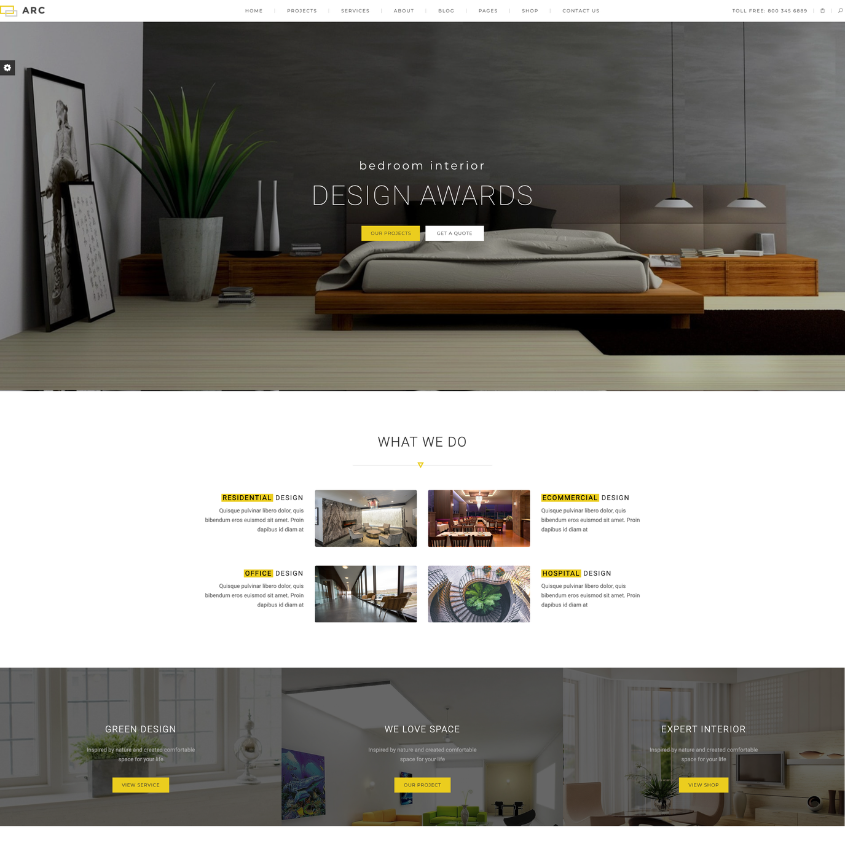 ARC
HOME
PROJECTS
SERVICES
ABOUT
BLOG
PAGES
SHOP
CONTACT US
TOLL FREE: 800 345 6889
bedroom interior
DESIGN AWARDS
OUR PROJECTS
GET A QUOTE
WHAT WE DO
RESIDENTIAL DESIGN
Quisque pulvinar libero dolor, quis
bibendum eros euismod sit amet. Proin
dapibus id diam at
ECOMMERCIAL DESIGN
Quisque pulvinar libero dolor, quis
bibendum eros euismod sit amet. Proin
dapibus id diam at
OFFICE DESIGN
Quisque pulvinar libero dolor, quis
bibendum eros euismod sit amet. Proin
dapibus id diam at
HOSPITAL DESIGN
Quisque pulvinar libero dolor, quis
bibendum eros euismod sit amet. Proin
dapibus id diam at
GREEN DESIGN
Inspired by nature and created comfortable
space for your life
VIEW SERVICE
WE LOVE SPACE
Inspired by nature and created comfortable
space for your life
OUR PROJECT
EXPERT INTERIOR
Inspired by nature and created comfortable
space for your life
VIEW SHOP